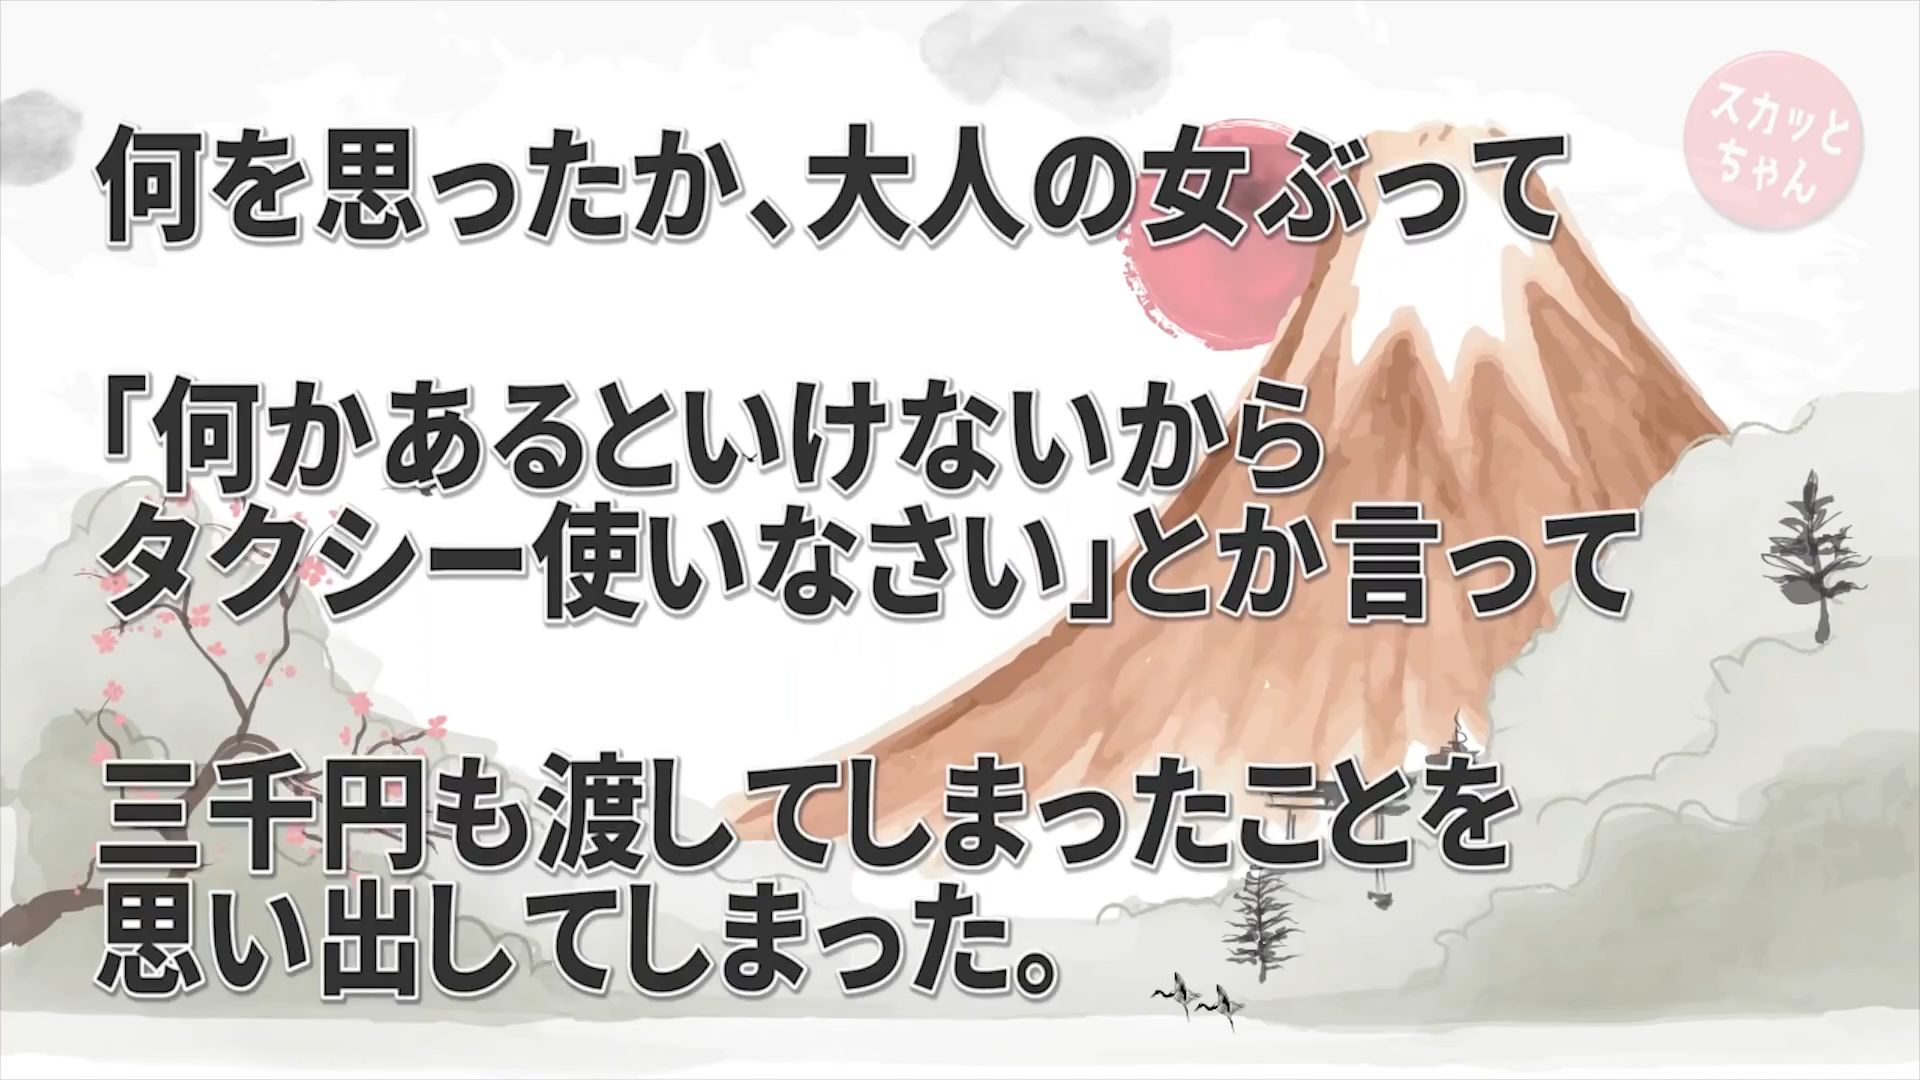 何を思ったか、大人の女ぶって
「何かあるといけないから
タクシー使いなさい」とか言って
三千円も渡してしまったことを
思い出してしまった。
スカッと
ちゃん